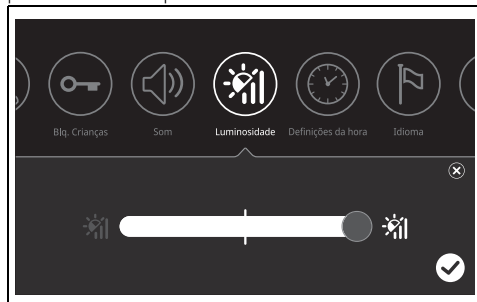 Blq. Crianças
Som
Luminosidade
Definições da hora
Idioma